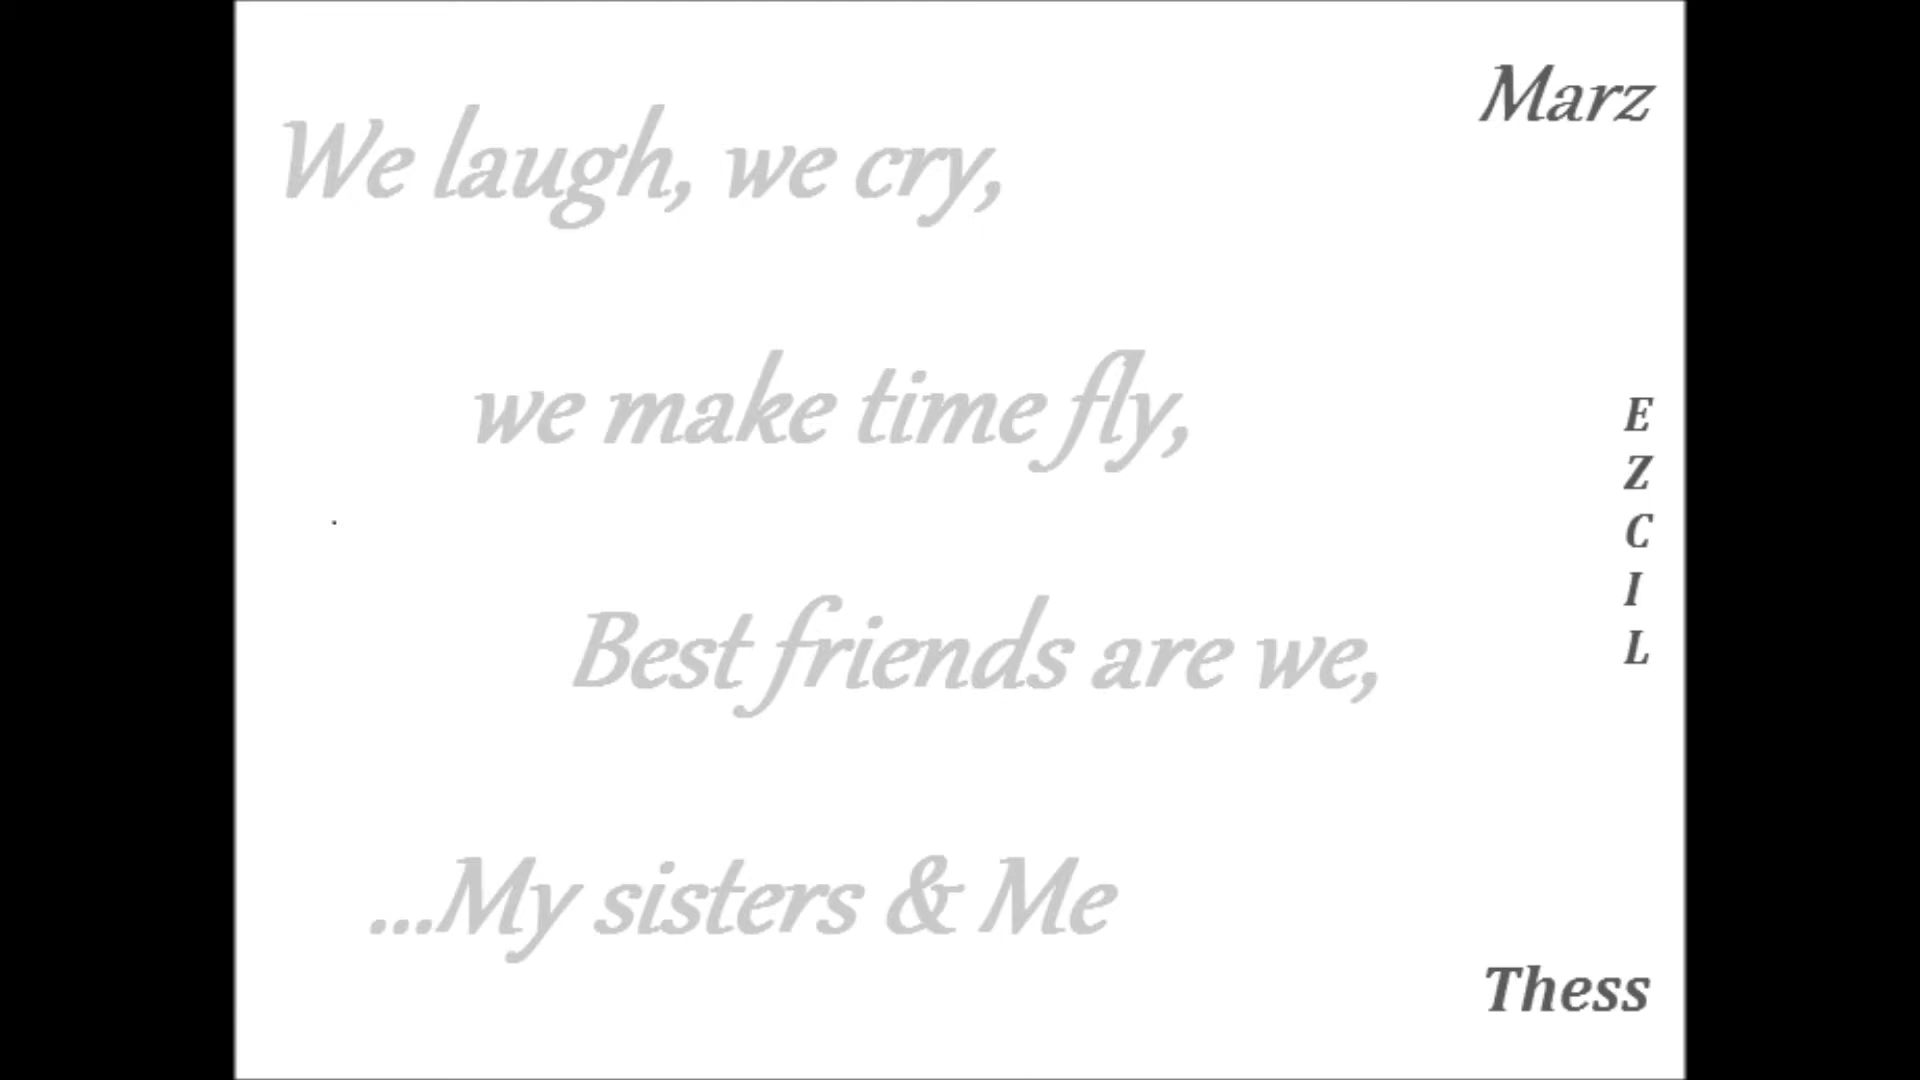 Marz
We laugh, we cry,
we make time fly,
E
Z
C
I
L
Best friends are we,
...My sisters & Me
Thess